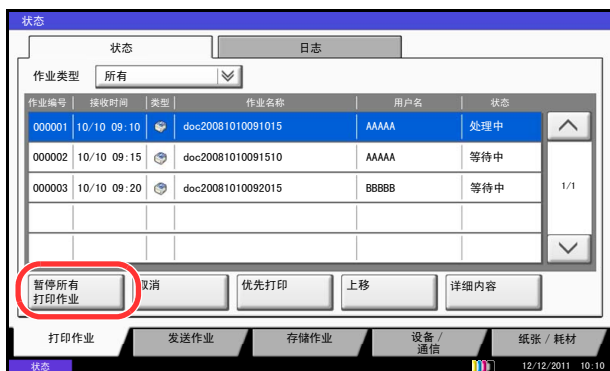 状态
状态 日志
作业类型 所有
作业编号 接收时间 类型 作业名称 用户名 状态
000001 10/10 09:10 doc20081010091015 AAAAA 处理中
000002 10/10 09:15 doc20081010091510 AAAAA 等待中
000003 10/10 09:20 doc20081010092015 BBBBB 等待中
1/1
暂停所有
打印作业
取消 优先打印 上移 详细内容
打印作业 发送作业 存储作业 设备 /
通信
纸张 / 耗材
状态 12/12/2011 10:10